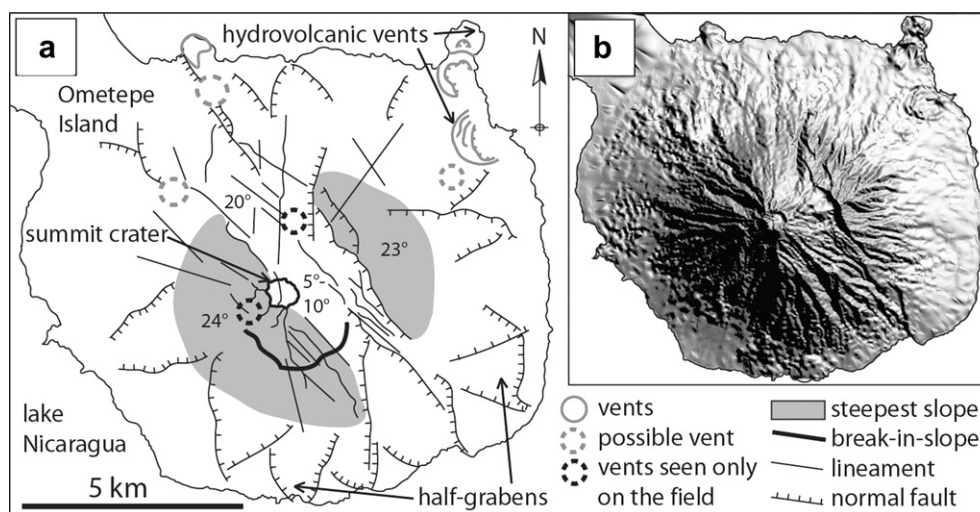 a
hydrovolcanic vents
N
Ometepe
Island
20°
summit crater
23°
5°
10°
24°
lake
Nicaragua
5 km
half-grabens
b
vents
possible vent
vents seen only
on the field
steepest slope
break-in-slope
lineament
normal fault